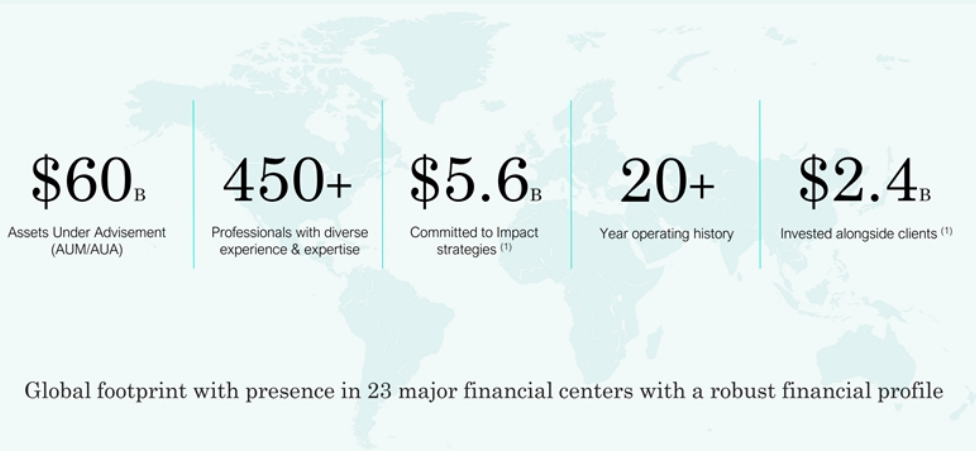 $60B
Assets Under Advisement
(AUM/AUA)
450+
Professionals with diverse
experience & expertise
$5.6B
Committed to Impact
strategies (1)
20+
Year operating history
$2.4B
Invested alongside clients (1)
Global footprint with presence in 23 major financial centers with a robust financial profile